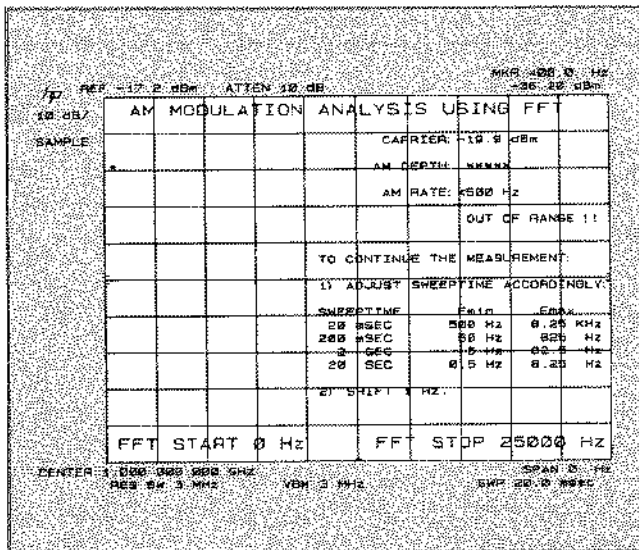 MKR 400.0 Hz
hp REF -17.2 dBm ATTEN 10 dB -36.20 dBm
10 dB/
AM MODULATION ANALYSIS USING FFT
SAMPLE
CARRIER: -19.9 dBm
AM DEPTH: *****
AM RATE: <500 Hz
OUT OF RANGE !!
TO CONTINUE THE MEASUREMENT:
1) ADJUST SWEEPTIME ACCORDINGLY:
SWEEPTIME Fmin Fmax
20 mSEC 500 Hz 8.25 KHz
200 mSEC 50 Hz 825 Hz
2 SEC 5 Hz 82.5 Hz
20 SEC 0.5 Hz 8.25 Hz
2) SHIFT 1 HZ.
FFT START 0 Hz FFT STOP 25000 Hz
CENTER 1.000 000 000 GHz SPAN 0 Hz
RES BW 3 MHz VBW 3 MHz SWP 20.0 msec